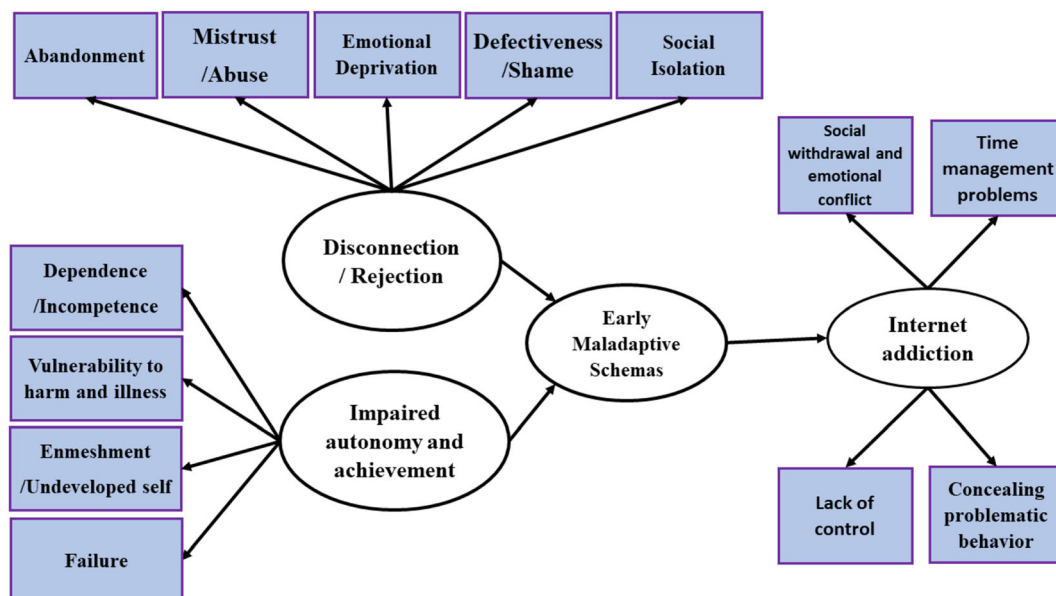 Abandonment
Mistrust
/Abuse
Emotional
Deprivation
Defectiveness
/Shame
Social
Isolation
Social
withdrawal and
emotional
conflict
Time
management
problems
Disconnection
/ Rejection
Dependence
/Incompetence
Vulnerability to
harm and illness
Enmeshment
/Undeveloped self
Failure
Impaired
autonomy and
achievement
Early
Maladaptive
Schemas
Internet
addiction
Lack of
control
Concealing
problematic
behavior